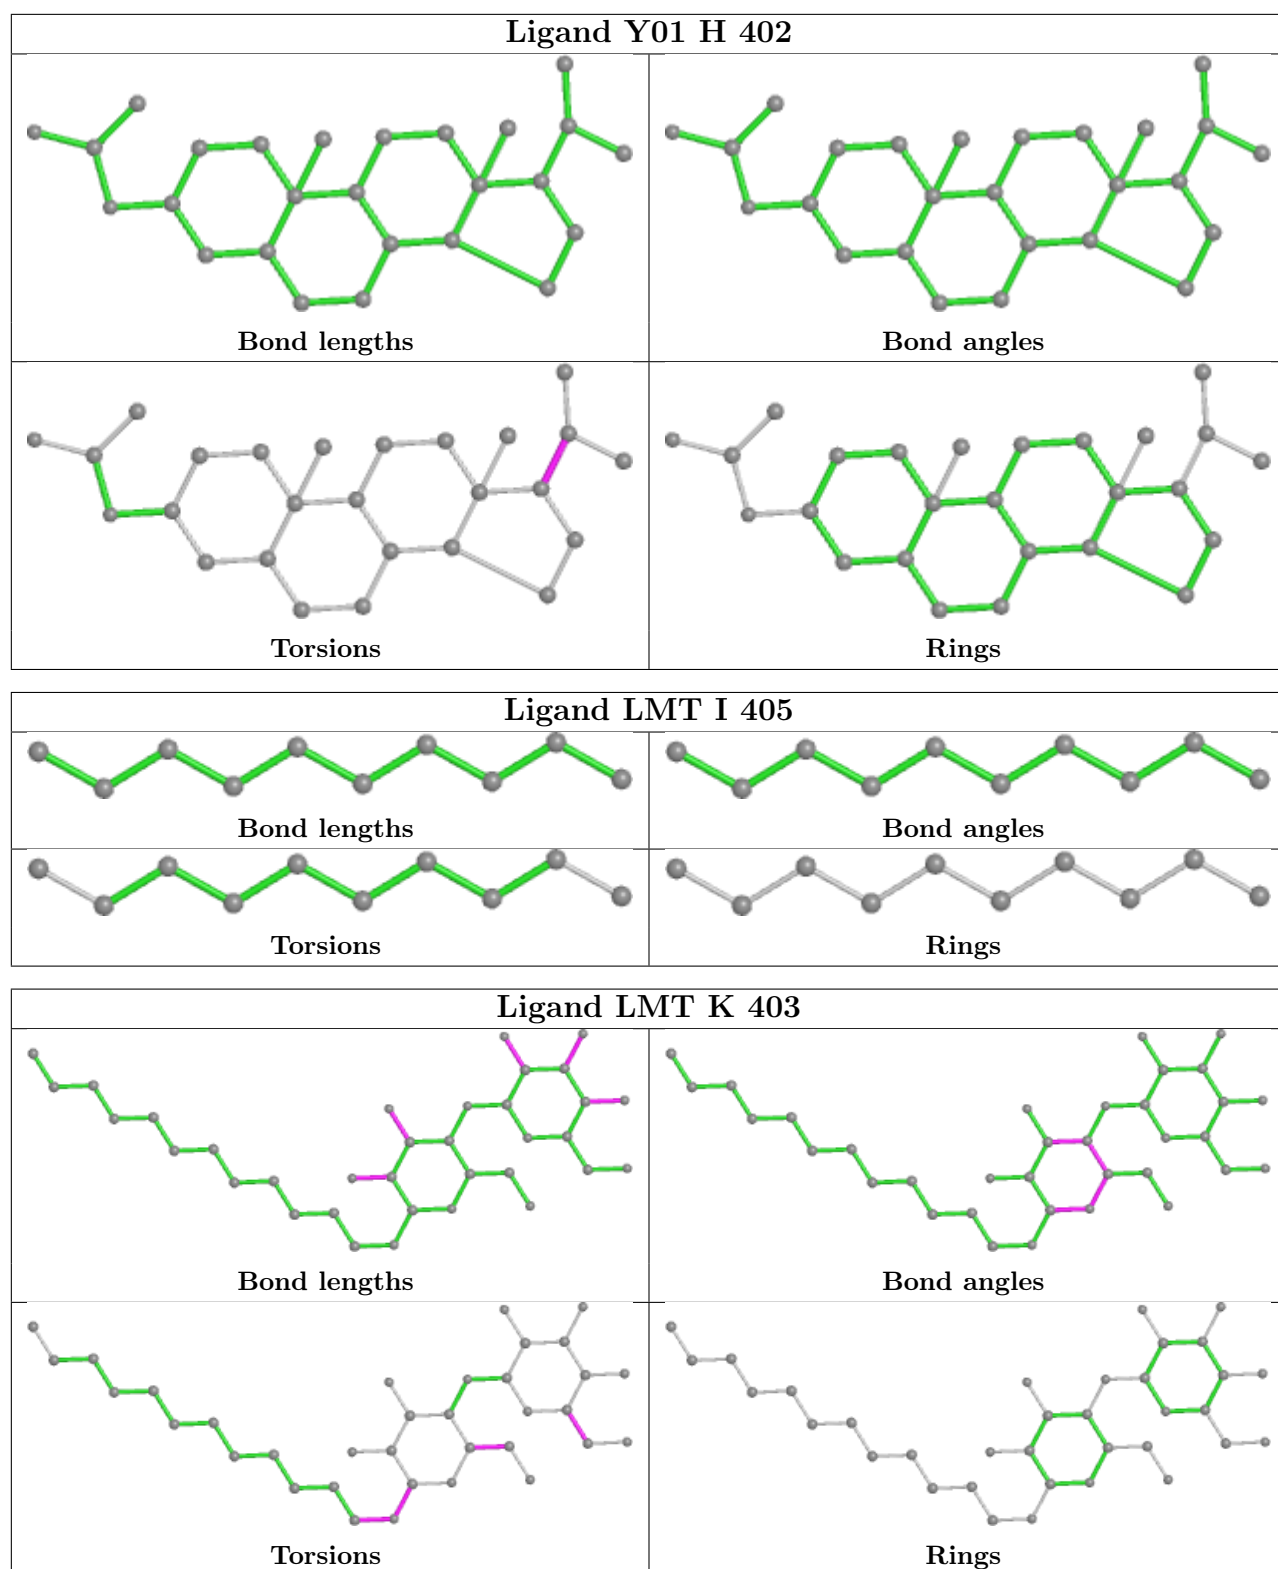 Ligand Y01 H 402
Bond lengths
Bond angles
Torsions
Rings
Ligand LMT I 405
Bond lengths
Bond angles
Torsions
Rings
Ligand LMT K 403
Bond lengths
Bond angles
Torsions
Rings